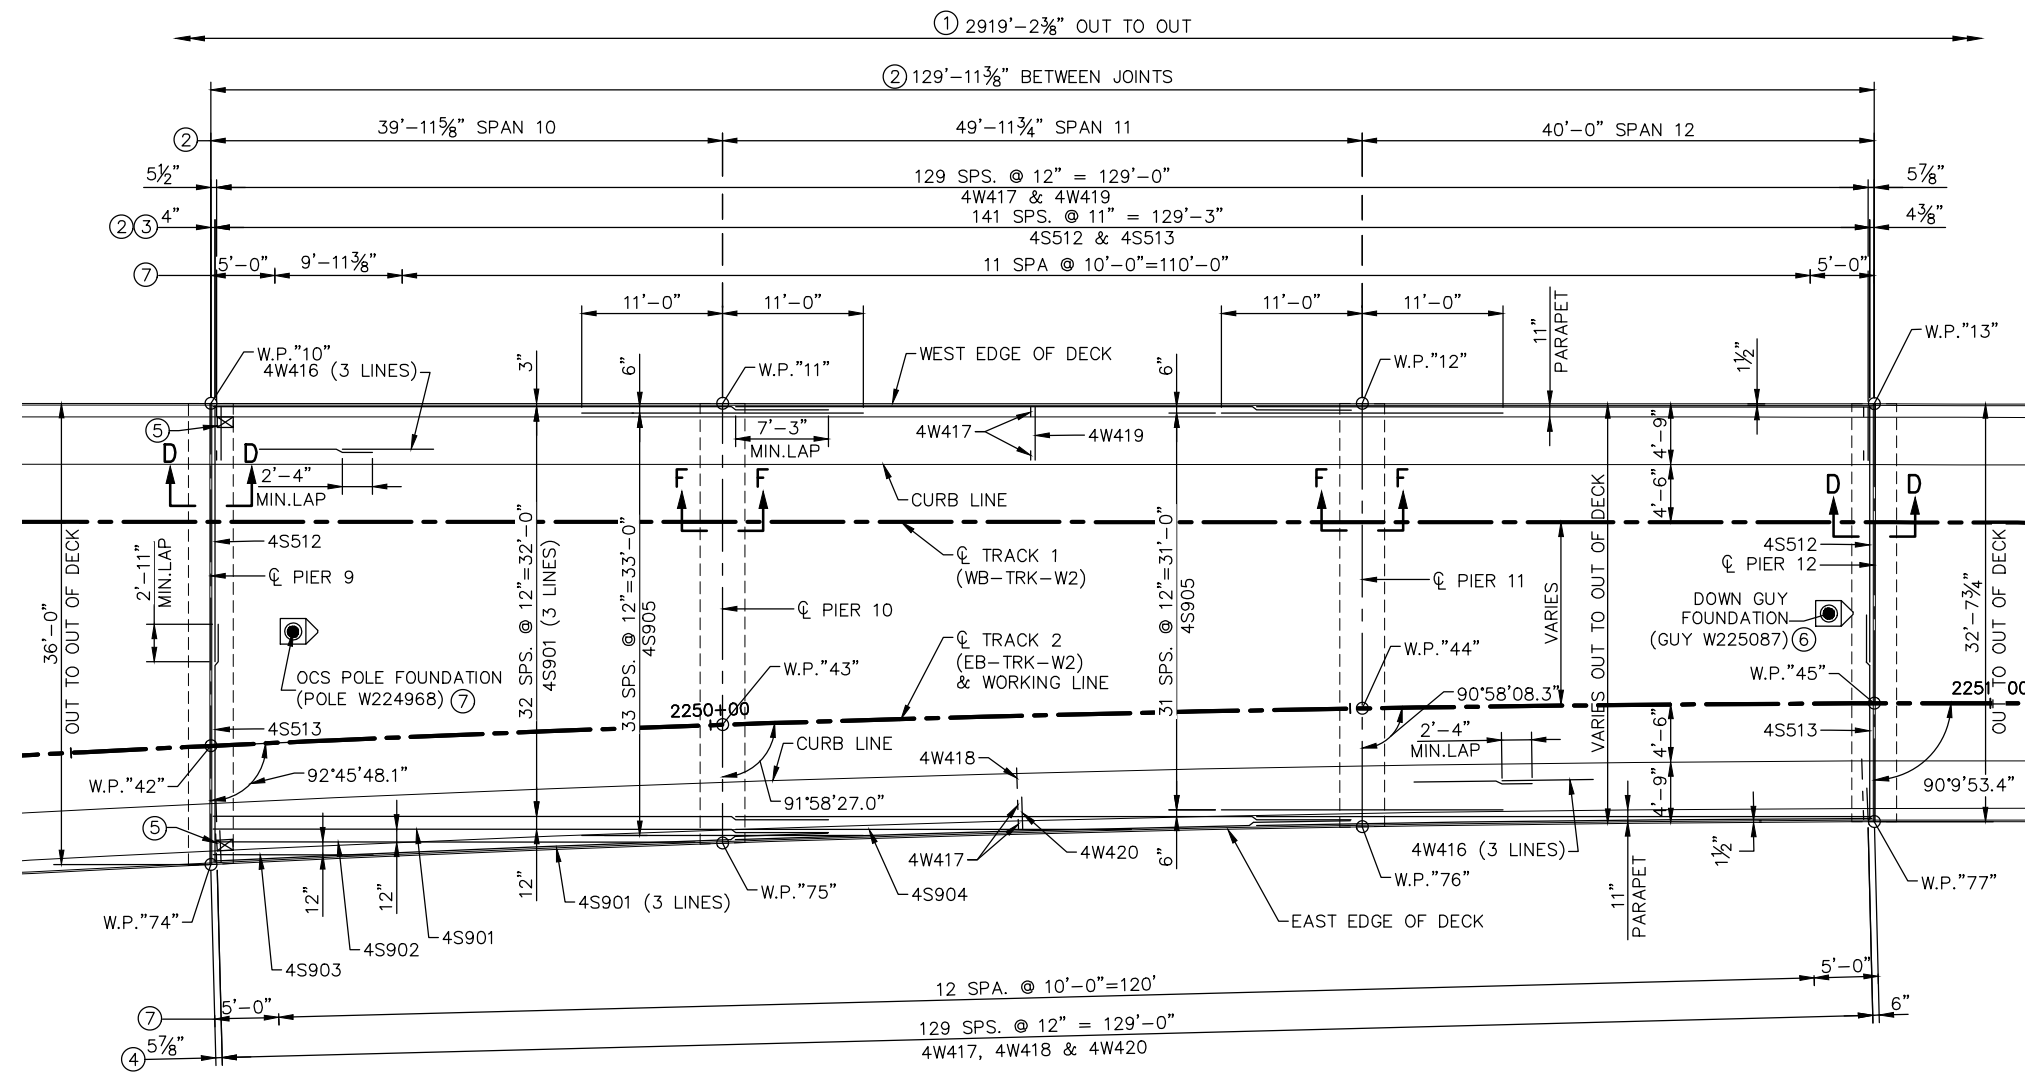 ① 2919'-2⅜" OUT TO OUT
② 129'-11⅜" BETWEEN JOINTS
② 39'-11⅝" SPAN 10
49'-11¾" SPAN 11
40'-0" SPAN 12
5½"
129 SPS. @ 12" = 129'-0"
4W417 & 4W419
5⅞"
②③ 4"
141 SPS. @ 11" = 129'-3"
4S512 & 4S513
4⅜"
⑦ 5'-0"
9'-11⅜"
11 SPA @ 10'-0"=110'-0"
5'-0"
11'-0"
11'-0"
11'-0"
11'-0"
11"
PARAPET
W.P."10"
4W416 (3 LINES)
3"
6"
W.P."11"
WEST EDGE OF DECK
6"
W.P."12"
1½"
W.P."13"
⑤
7'-3"
MIN.LAP
4W417
4W419
4'-9"
D
D
2'-4"
MIN.LAP
F
F
CURB LINE
F
F
4'-6"
D
D
36'-0"
OUT TO OUT OF DECK
2'-11"
MIN.LAP
4S512
℄ PIER 9
32 SPS. @ 12"=32'-0"
4S901 (3 LINES)
33 SPS. @ 12"=33'-0"
4S905
℄ PIER 10
℄ TRACK 1
(WB-TRK-W2)
31 SPS. @ 12"=31'-0"
4S905
℄ PIER 11
VARIES
VARIES OUT TO OUT OF DECK
4S512
℄ PIER 12
DOWN GUY
FOUNDATION
(GUY W225087) ⑥
32'-7¾"
OUT TO OUT OF DECK
OCS POLE FOUNDATION
(POLE W224968) ⑦
℄ TRACK 2
(EB-TRK-W2)
& WORKING LINE
W.P."43"
W.P."44"
W.P."45"
2250+00
90°58'08.3"
2251 00
4S513
CURB LINE
2'-4"
MIN.LAP
4'-6"
4S513
W.P."42"
92°45'48.1"
91°58'27.0"
4W418
4'-9"
90°9'53.4"
⑤
12"
12"
12"
4W417
4W420
6"
4W416 (3 LINES)
1½"
W.P."74"
4S901 (3 LINES)
W.P."75"
4S904
W.P."76"
11"
PARAPET
W.P."77"
4S903
4S902
4S901
EAST EDGE OF DECK
⑦ 5'-0"
12 SPA. @ 10'-0"=120'
5'-0"
④ 5⅞"
129 SPS. @ 12" = 129'-0"
4W417, 4W418 & 4W420
6"